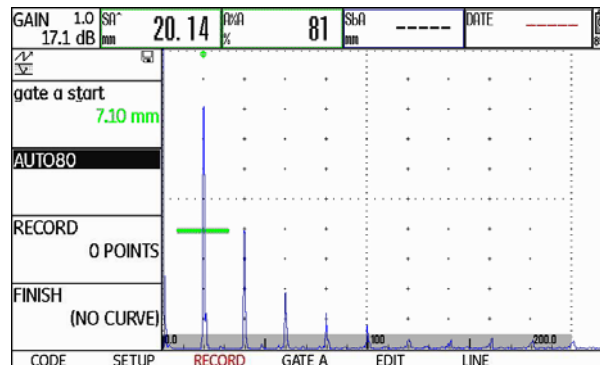 GAIN 1.0 SA^ 20.14 AxA 81 SbA ----- DATE -----
17.1 dB mm % mm
gate a start
7.10 mm
AUTO80
RECORD
0 POINTS
FINISH
(NO CURVE)
0.0 100 200.0
CODE SETUP RECORD GATE A EDIT LINE